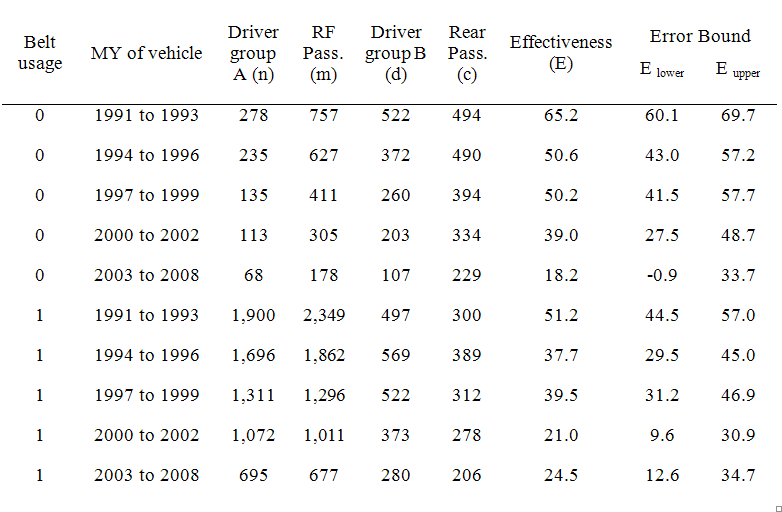 Belt usage MY of vehicle Driver group A (n) RF Pass. (m) Driver group B (d) Rear Pass. (c) Effectiveness (E) Error Bound E lower E upper
0 1991 to 1993 278 757 522 494 65.2 60.1 69.7
0 1994 to 1996 235 627 372 490 50.6 43.0 57.2
0 1997 to 1999 135 411 260 394 50.2 41.5 57.7
0 2000 to 2002 113 305 203 334 39.0 27.5 48.7
0 2003 to 2008 68 178 107 229 18.2 -0.9 33.7
1 1991 to 1993 1,900 2,349 497 300 51.2 44.5 57.0
1 1994 to 1996 1,696 1,862 569 389 37.7 29.5 45.0
1 1997 to 1999 1,311 1,296 522 312 39.5 31.2 46.9
1 2000 to 2002 1,072 1,011 373 278 21.0 9.6 30.9
1 2003 to 2008 695 677 280 206 24.5 12.6 34.7